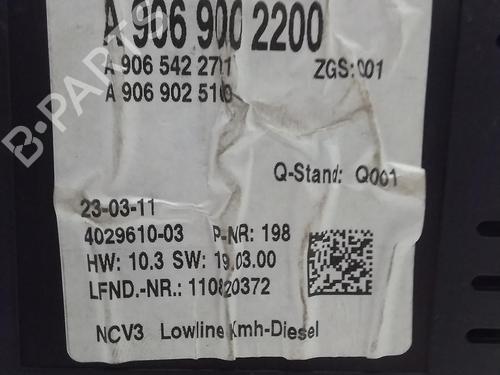 A 906 900 2200
A 906 542 2711
ZGS: 001
A 906 902 5100
Q-Stand: Q001
23-03-11
4029610-03 P-NR: 198
HW: 10.3 SW: 19.03.00
LFND.-NR.: 110820372
NCV3 Lowline Kmh-Diesel
B-PARTS